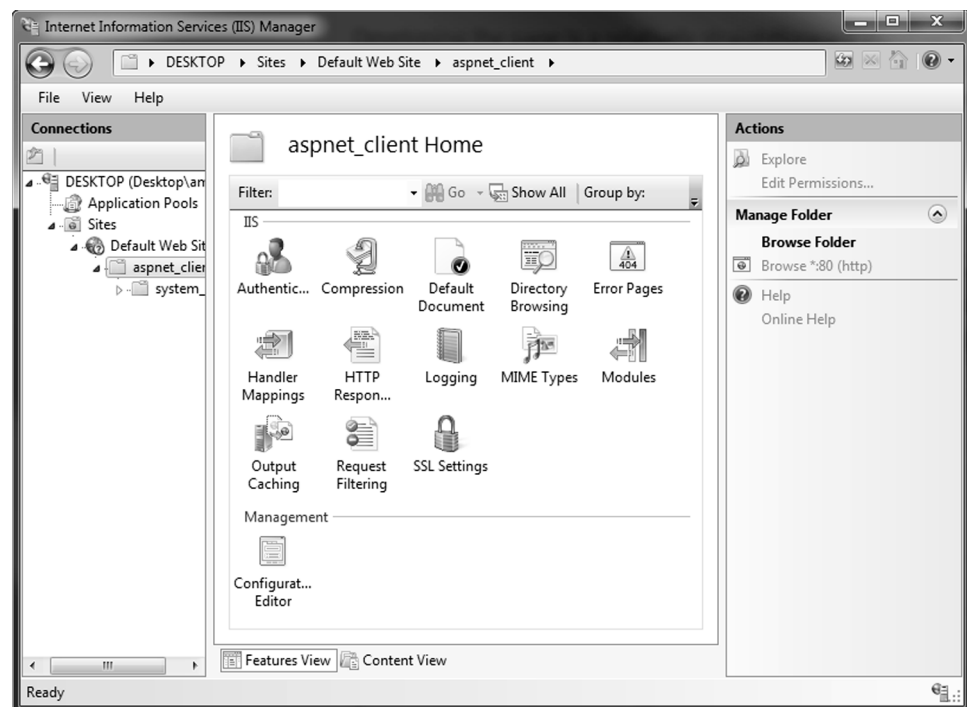 Internet Information Services (IIS) Manager
DESKTOP ▸ Sites ▸ Default Web Site ▸ aspnet_client ▸
File View Help
Connections
DESKTOP (Desktop\am
Application Pools
Sites
Default Web Sit
aspnet_clien
system_
aspnet_client Home
Filter: Go Show All Group by:
IIS
Authentic... Compression Default Document Directory Browsing Error Pages
404
Handler Mappings HTTP Respon... Logging MIME Types Modules
Output Caching Request Filtering SSL Settings
Management
Configurat... Editor
Features View Content View
Actions
Explore
Edit Permissions...
Manage Folder
Browse Folder
Browse *:80 (http)
Help
Online Help
Ready